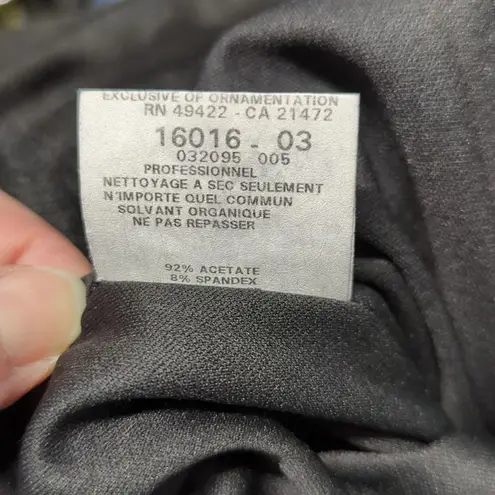 EXCLUSIVE OF ORNAMENTATION
RN 49422 - CA 21472
16016 - 03
032095 005
PROFESSIONNEL
NETTOYAGE A SEC SEULEMENT
N'IMPORTE QUEL COMMUN
SOLVANT ORGANIQUE
NE PAS REPASSER
92% ACETATE
8% SPANDEX